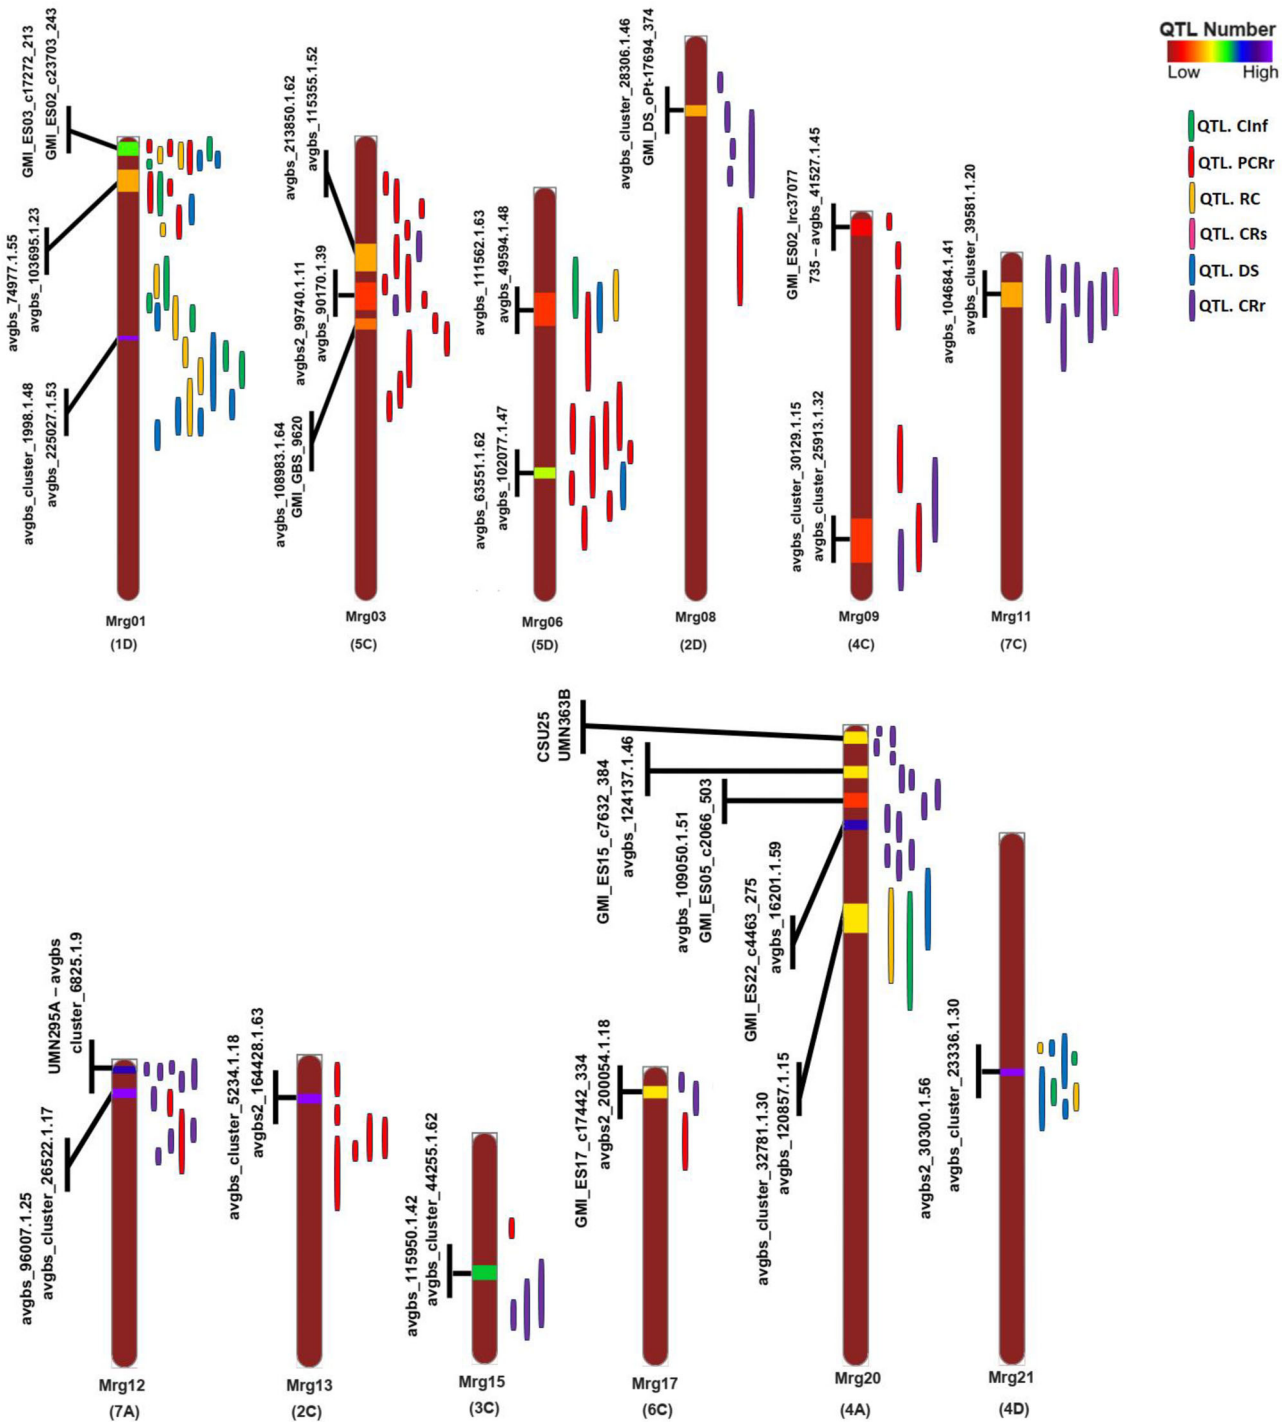 GMI_ES03_c17272_213
GMI_ES02_c23703_243
avgbs_74977.1.55
avgbs_103695.1.23
avgbs_cluster_1998.1.48
avgbs_225027.1.53
Mrg01
(1D)
avgbs_213850.1.62
avgbs_115355.1.52
avgbs2_99740.1.11
avgbs_90170.1.39
avgbs_108983.1.64
GMI_GBS_9620
Mrg03
(5C)
avgbs_111562.1.63
avgbs_49594.1.48
avgbs_63551.1.62
avgbs_102077.1.47
Mrg06
(5D)
avgbs_cluster_28306.1.46
GMI_DS_oPt-17694_374
Mrg08
(2D)
GMI_ES02_lrc37077
735 – avgbs_41527.1.45
avgbs_cluster_30129.1.15
avgbs_cluster_25913.1.32
Mrg09
(4C)
avgbs_104684.1.41
avgbs_cluster_39581.1.20
Mrg11
(7C)
QTL Number
Low High
QTL. CInf
QTL. PCRr
QTL. RC
QTL. CRs
QTL. DS
QTL. CRr
UMN295A – avgbs
cluster_6825.1.9
avgbs_96007.1.25
avgbs_cluster_26522.1.17
Mrg12
(7A)
avgbs_cluster_5234.1.18
avgbs2_164428.1.63
Mrg13
(2C)
avgbs_115950.1.42
avgbs_cluster_44255.1.62
Mrg15
(3C)
GMI_ES17_c17442_334
avgbs2_200054.1.18
Mrg17
(6C)
CSU25
UMN363B
GMI_ES15_c7632_384
avgbs_124137.1.46
avgbs_109050.1.51
GMI_ES05_c2066_503
GMI_ES22_c4463_275
avgbs_16201.1.59
avgbs_cluster_32781.1.30
avgbs_120857.1.15
Mrg20
(4A)
avgbs2_30300.1.56
avgbs_cluster_23336.1.30
Mrg21
(4D)